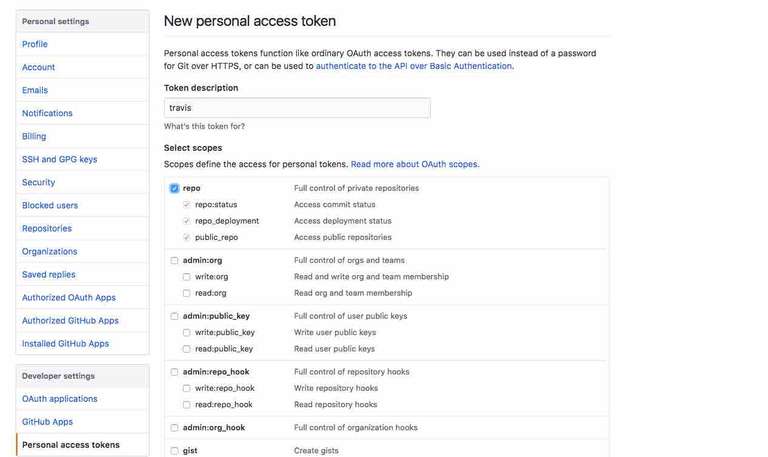 Personal settings
Profile
Account
Emails
Notifications
Billing
SSH and GPG keys
Security
Blocked users
Repositories
Organizations
Saved replies
Authorized OAuth Apps
Authorized GitHub Apps
Installed GitHub Apps
Developer settings
OAuth applications
GitHub Apps
Personal access tokens
New personal access token
Personal access tokens function like ordinary OAuth access tokens. They can be used instead of a password
for Git over HTTPS, or can be used to authenticate to the API over Basic Authentication.
Token description
travis
What's this token for?
Select scopes
Scopes define the access for personal tokens. Read more about OAuth scopes.
repo Full control of private repositories
repo:status Access commit status
repo_deployment Access deployment status
public_repo Access public repositories
admin:org Full control of orgs and teams
write:org Read and write org and team membership
read:org Read org and team membership
admin:public_key Full control of user public keys
write:public_key Write user public keys
read:public_key Read user public keys
admin:repo_hook Full control of repository hooks
write:repo_hook Write repository hooks
read:repo_hook Read repository hooks
admin:org_hook Full control of organization hooks
gist Create gists